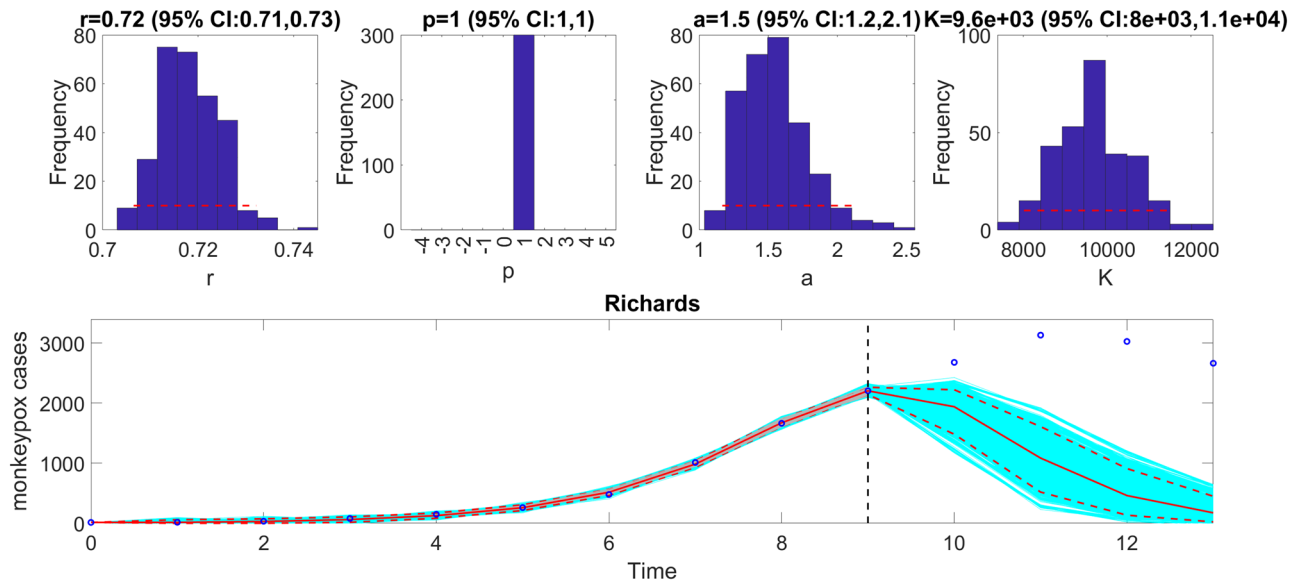 r=0.72 (95% CI:0.71,0.73)
p=1 (95% CI:1,1)
a=1.5 (95% CI:1.2,2.1)
K=9.6e+03 (95% CI:8e+03,1.1e+04)
Frequency
80
60
40
20
0
0.7 0.72 0.74
r
Frequency
300
200
100
0
-4 -3 -2 -1 0 1 2 3 4 5
p
Frequency
80
60
40
20
0
1 1.5 2 2.5
a
Frequency
100
50
0
8000 10000 12000
K
Richards
monkeypox cases
3000
2000
1000
0
0 2 4 6 8 10 12
Time